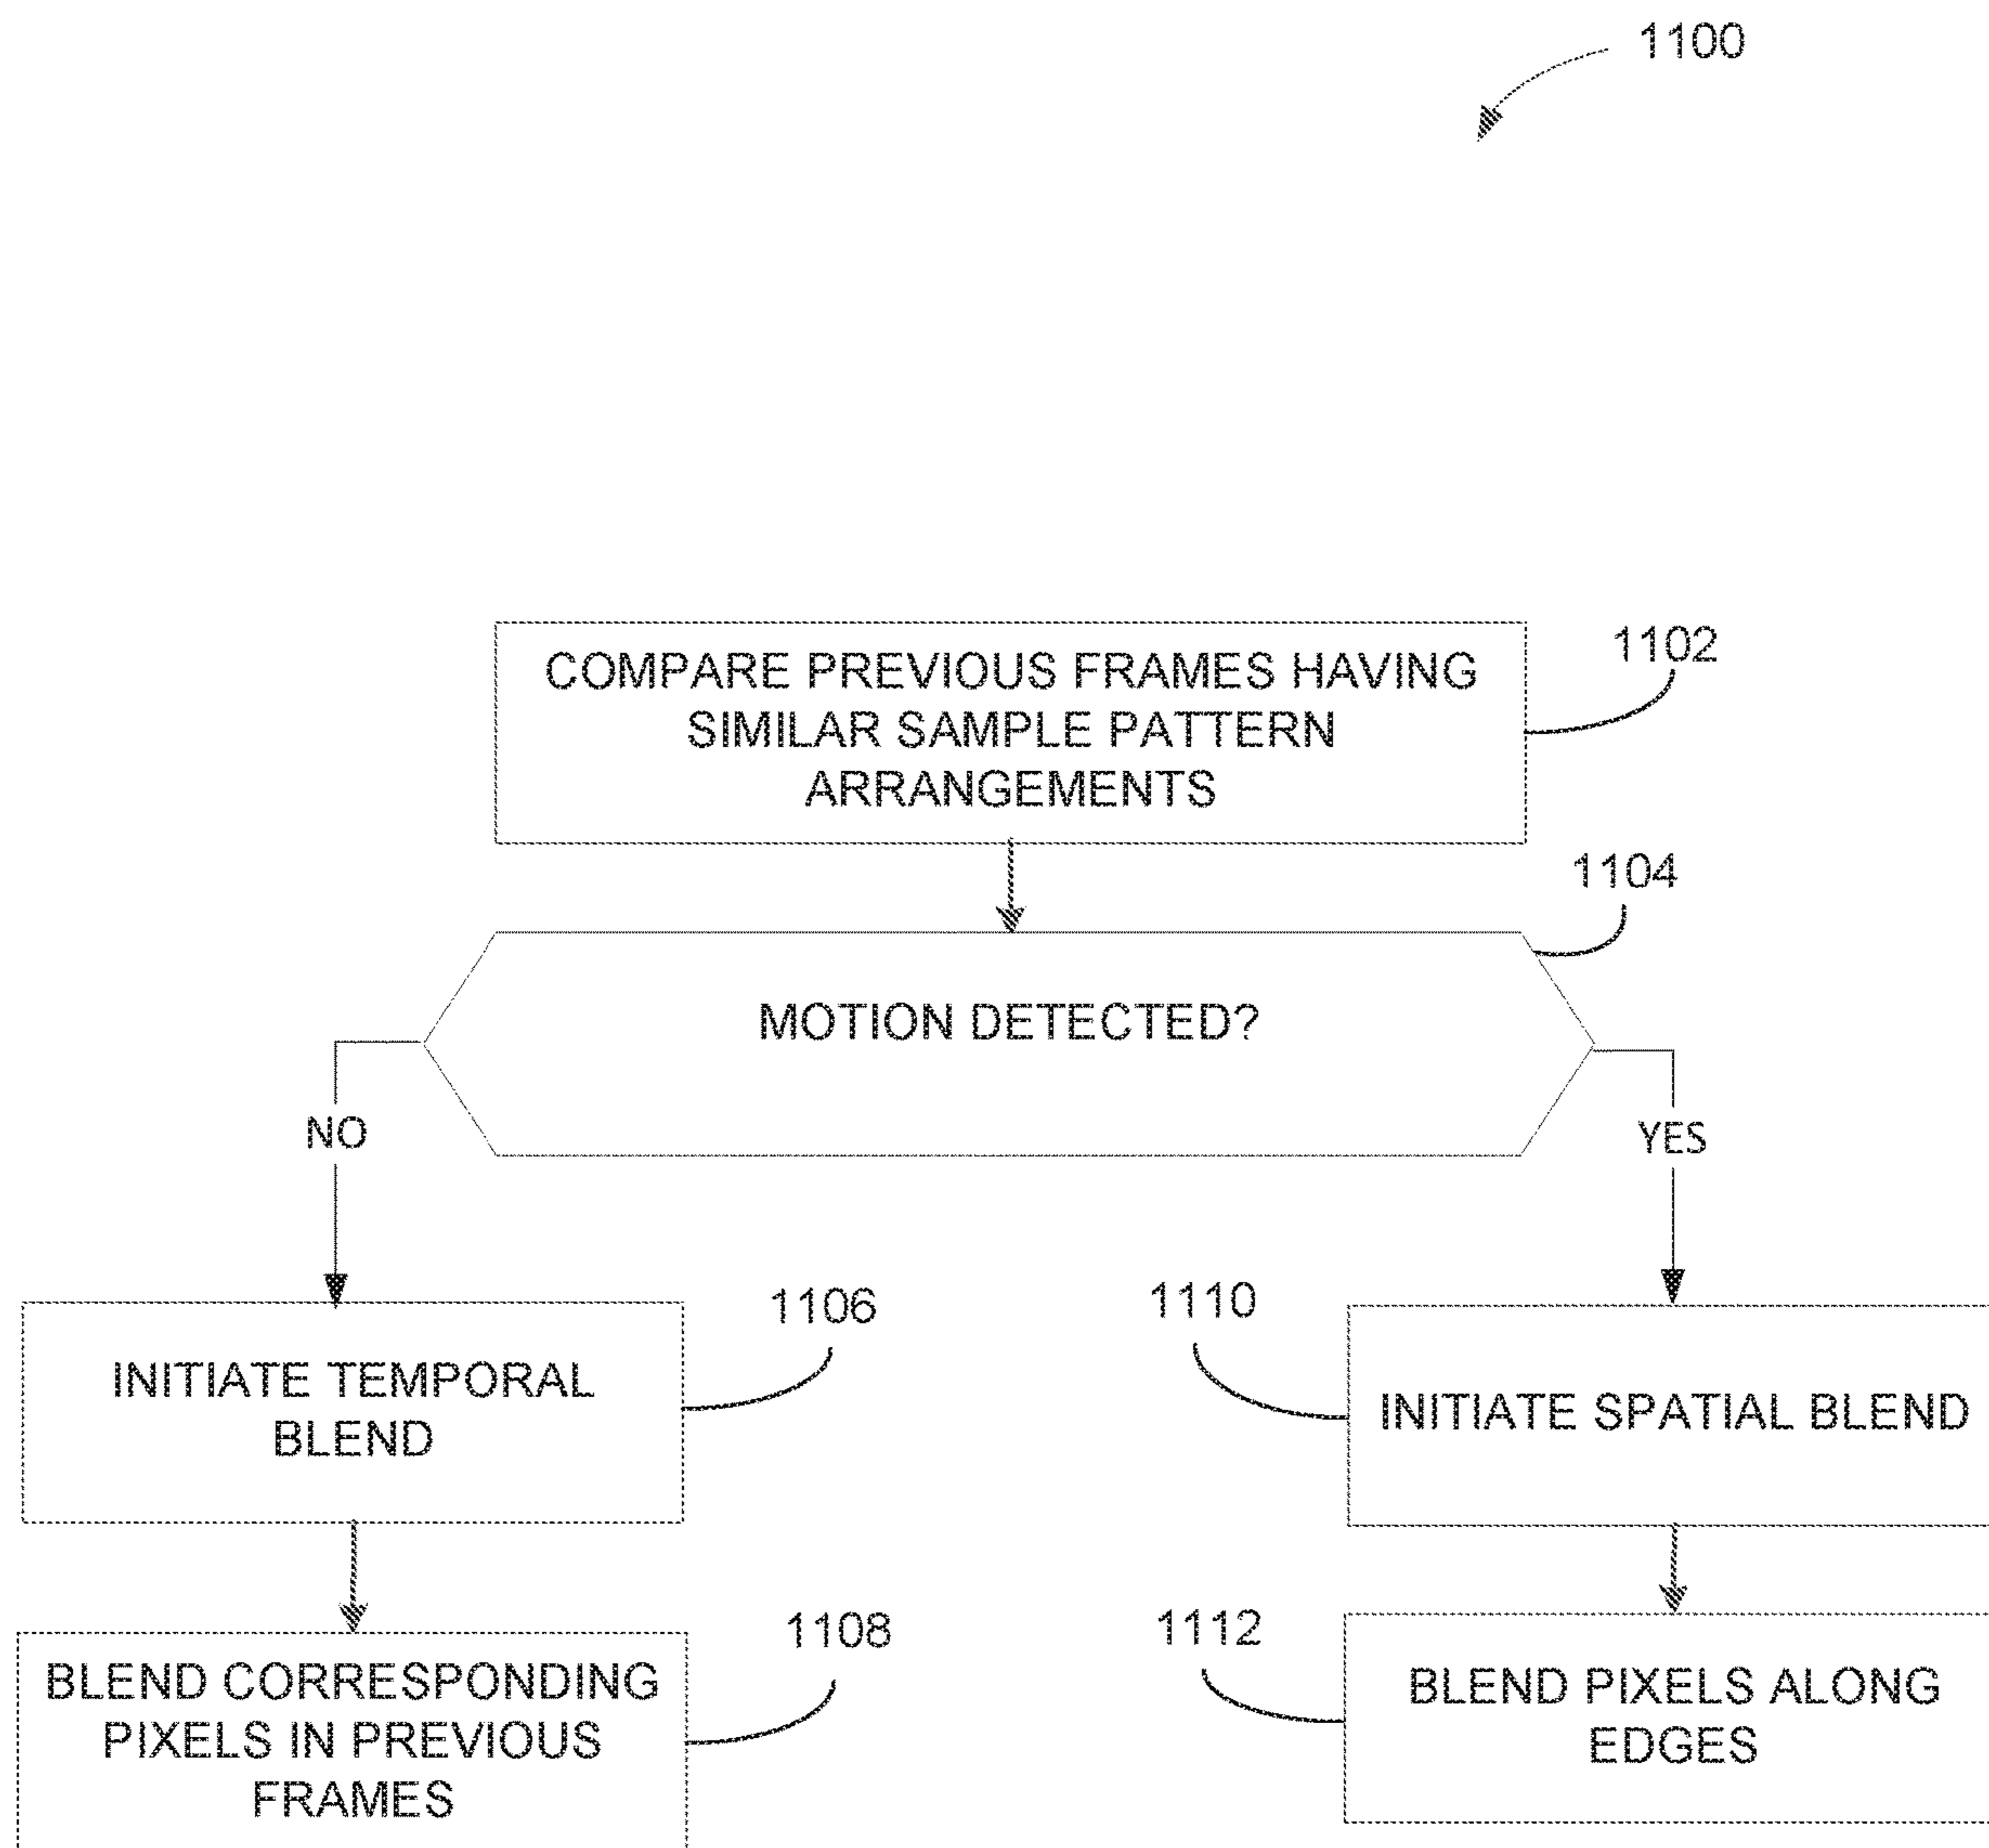 1100
COMPARE PREVIOUS FRAMES HAVING
SIMILAR SAMPLE PATTERN
ARRANGEMENTS
1102
1104
MOTION DETECTED?
NO
YES
INITIATE TEMPORAL
BLEND
1106
1110
INITIATE SPATIAL BLEND
BLEND CORRESPONDING
PIXELS IN PREVIOUS
FRAMES
1108
1112
BLEND PIXELS ALONG
EDGES